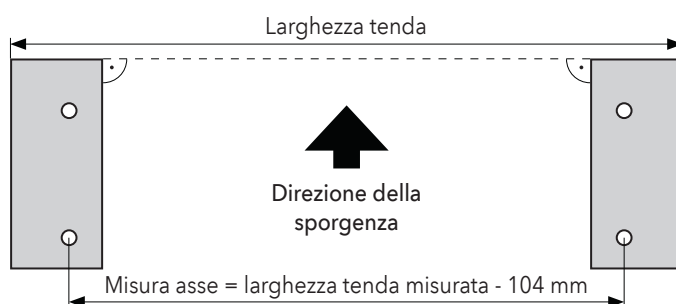 Larghezza tenda
Direzione della
sporgenza
Misura asse = larghezza tenda misurata - 104 mm